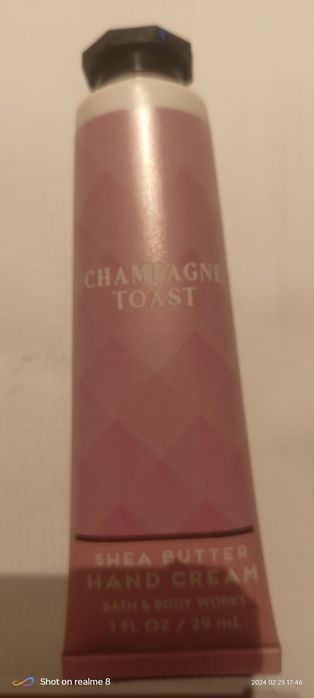 CHAMPAGNE
TOAST
SHEA BUTTER
HAND CREAM
BATH & BODY WORKS
1 FL OZ / 29 mL
Shot on realme 8
2024 02 23 17:46